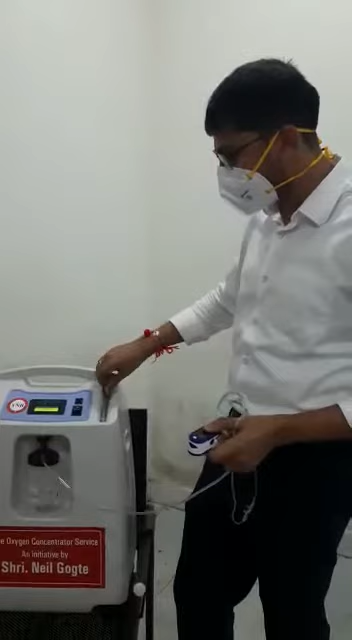 e Oxygen Concentrator Service
An initiative by
Shri. Neil Gogte